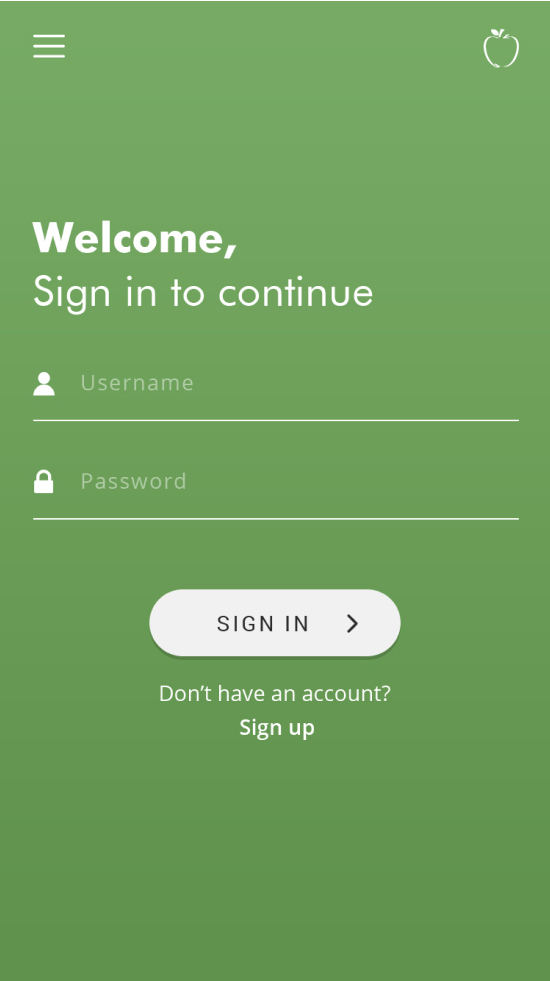 Welcome,
Sign in to continue
Username
Password
SIGN IN
Don’t have an account?
Sign up